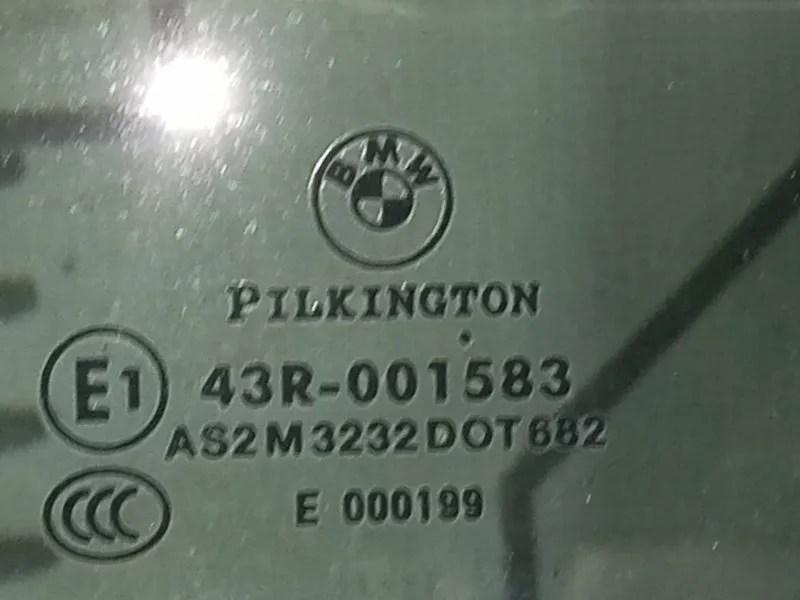 BMW
PILKINGTON
E1 43R-001583
AS2 M3232 DOT682
CCC E 000199